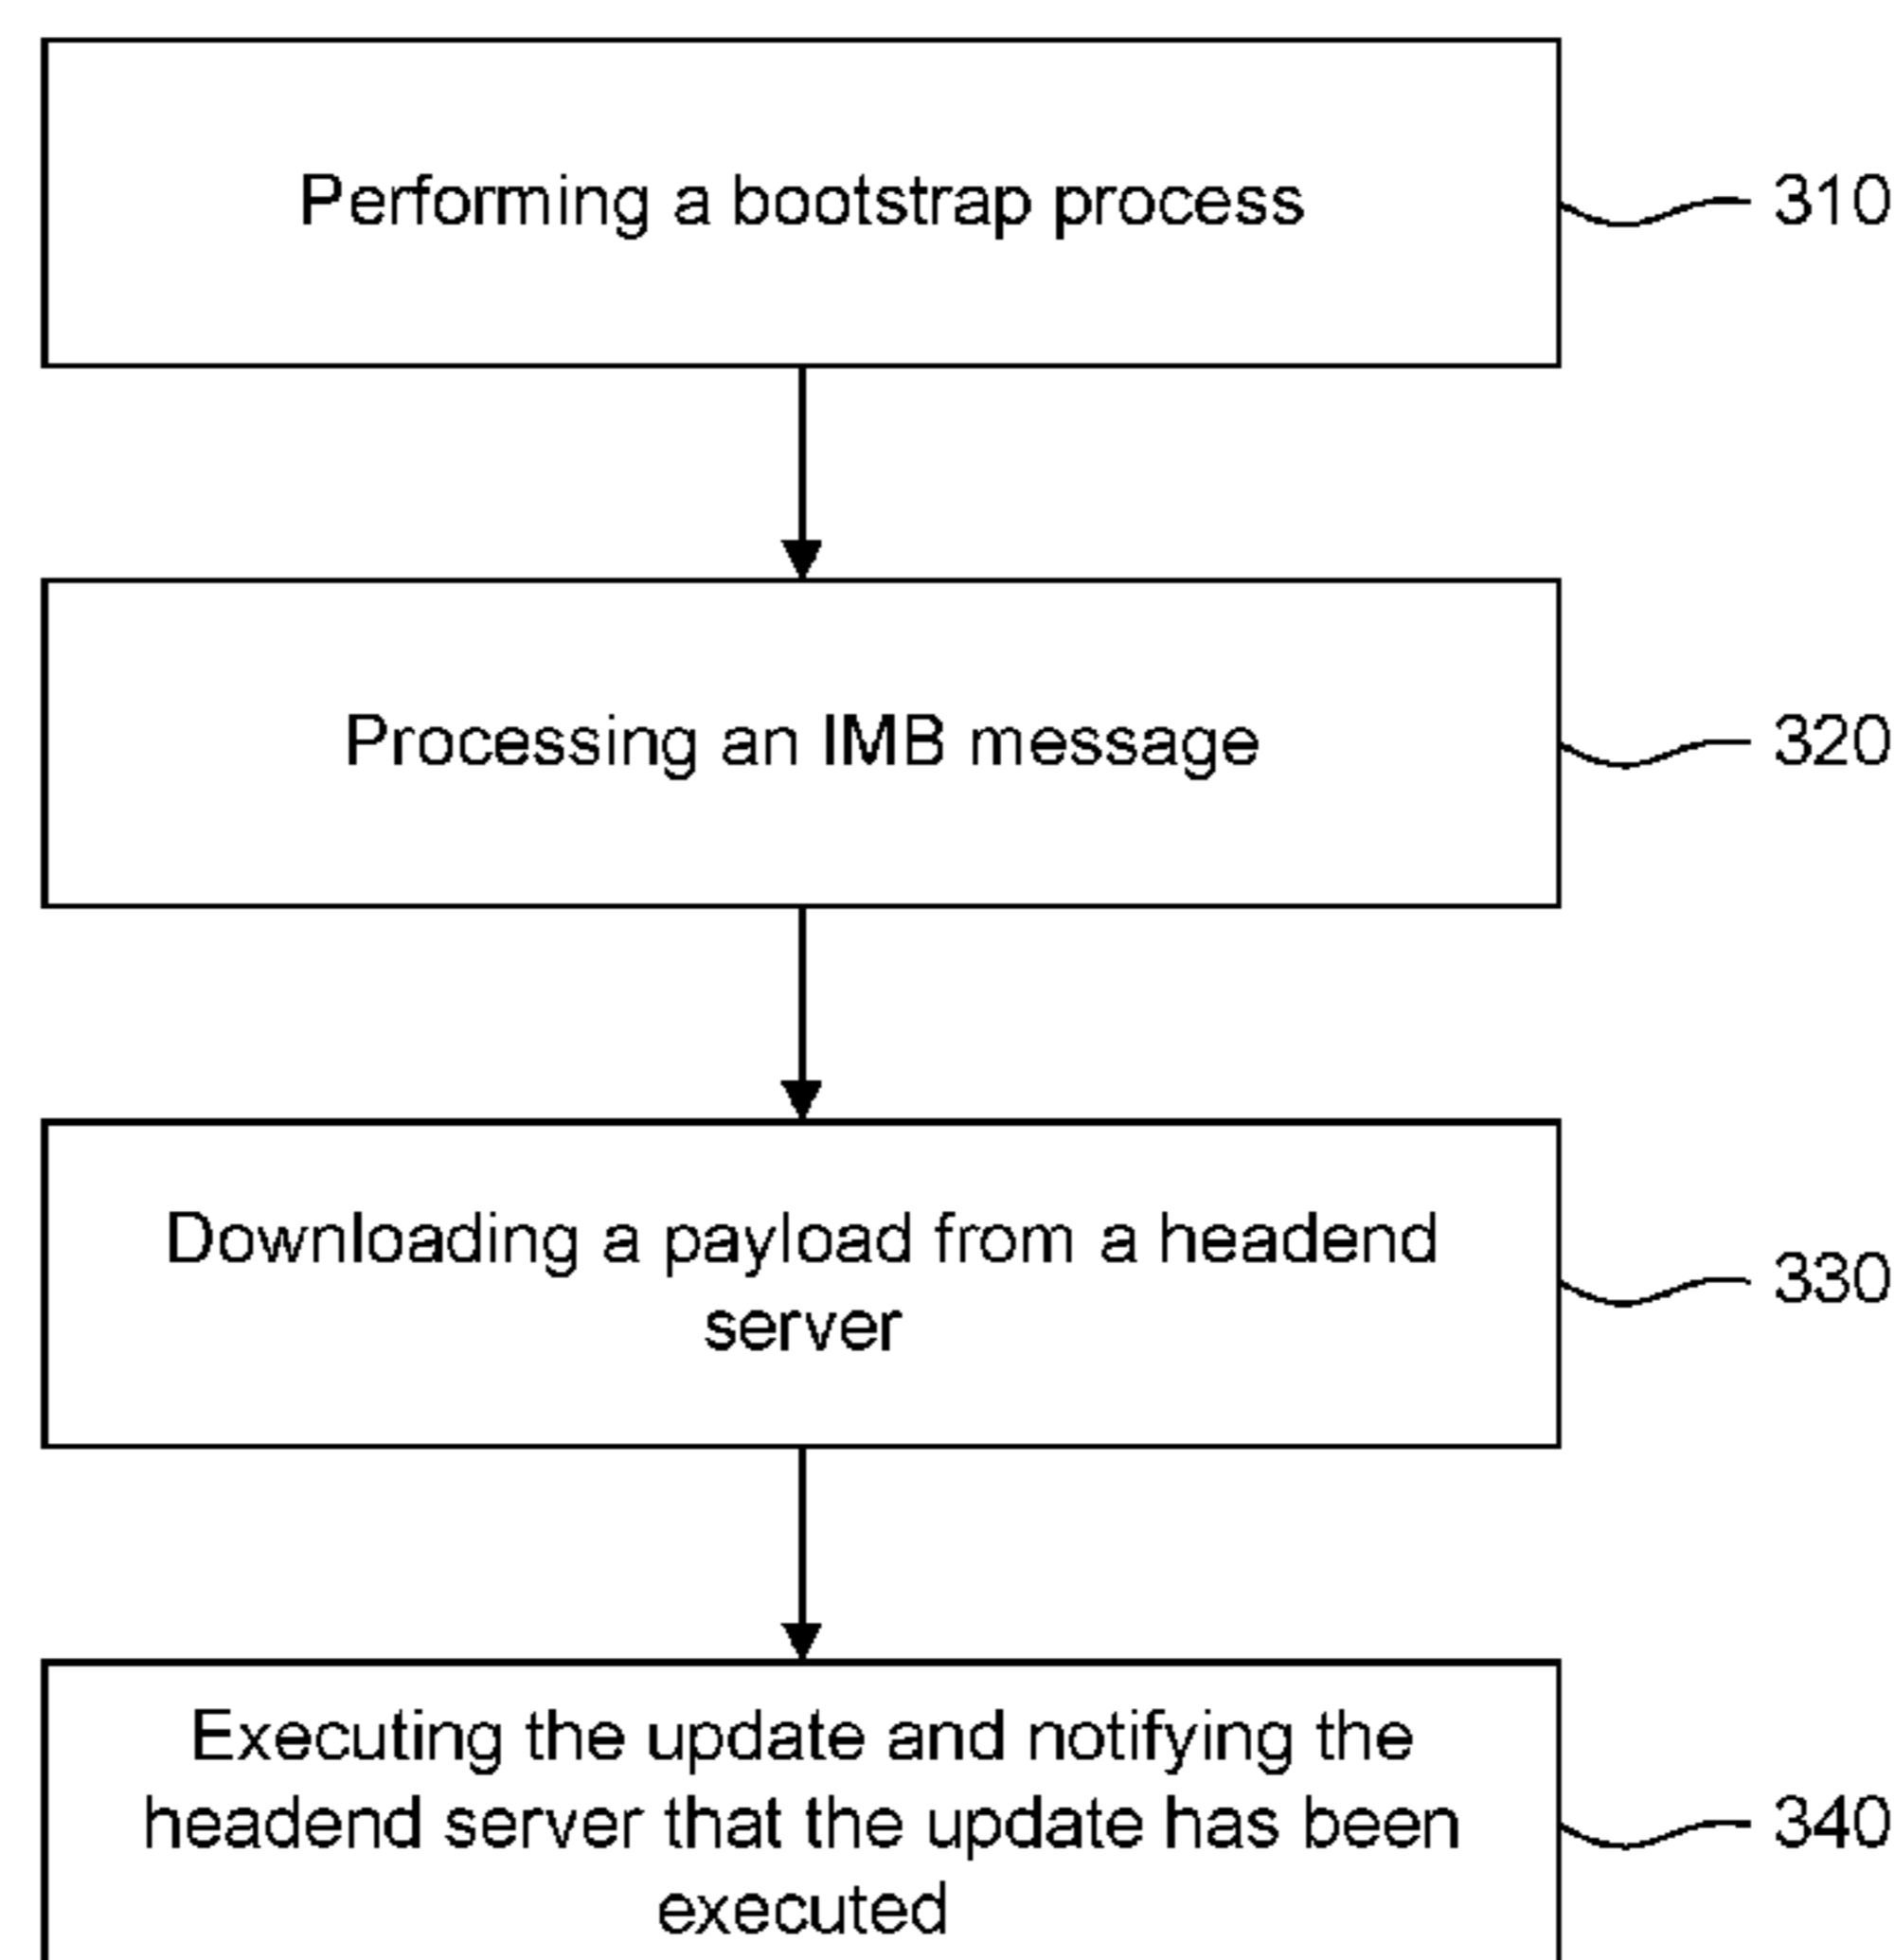 Performing a bootstrap process
310
Processing an IMB message
320
Downloading a payload from a headend
server
330
Executing the update and notifying the
headend server that the update has been
executed
340